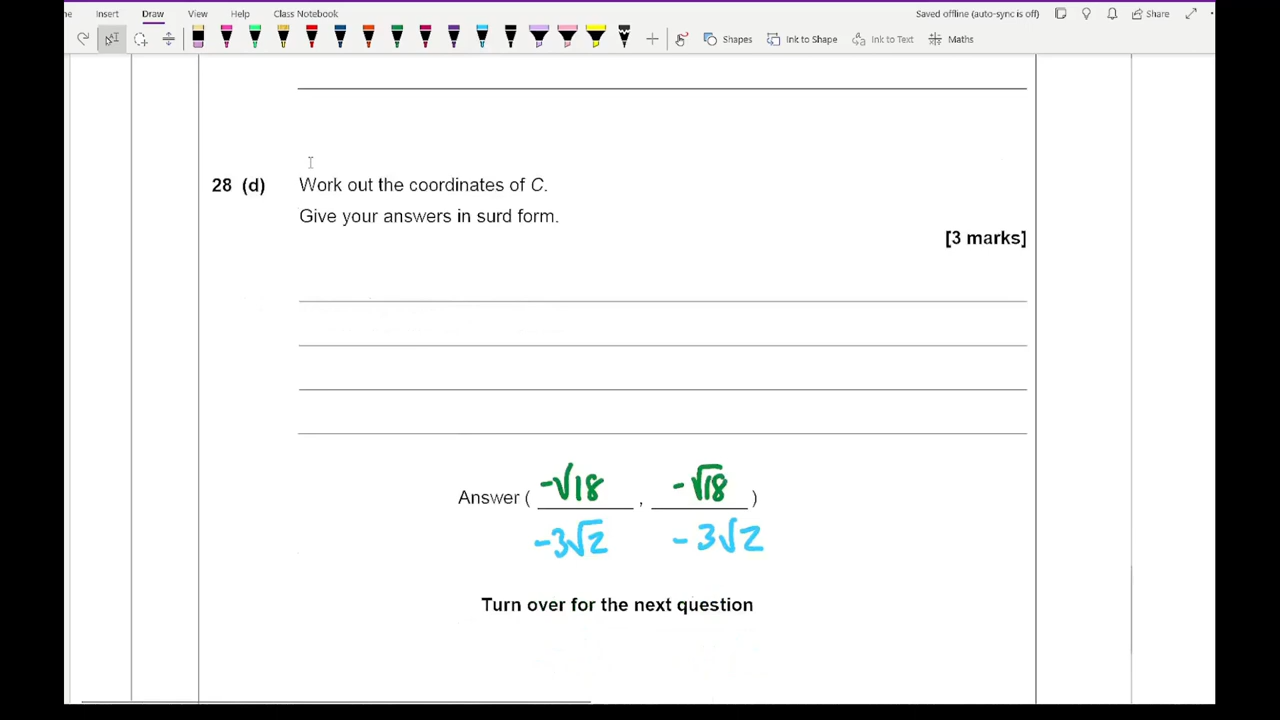 me Insert Draw View Help Class Notebook Saved offline (auto-sync is off) Share
Shapes Ink to Shape Ink to Text Maths
28 (d) Work out the coordinates of C.
Give your answers in surd form.
[3 marks]
-√18 -√18
Answer ( , )
-3√2 -3√2
Turn over for the next question